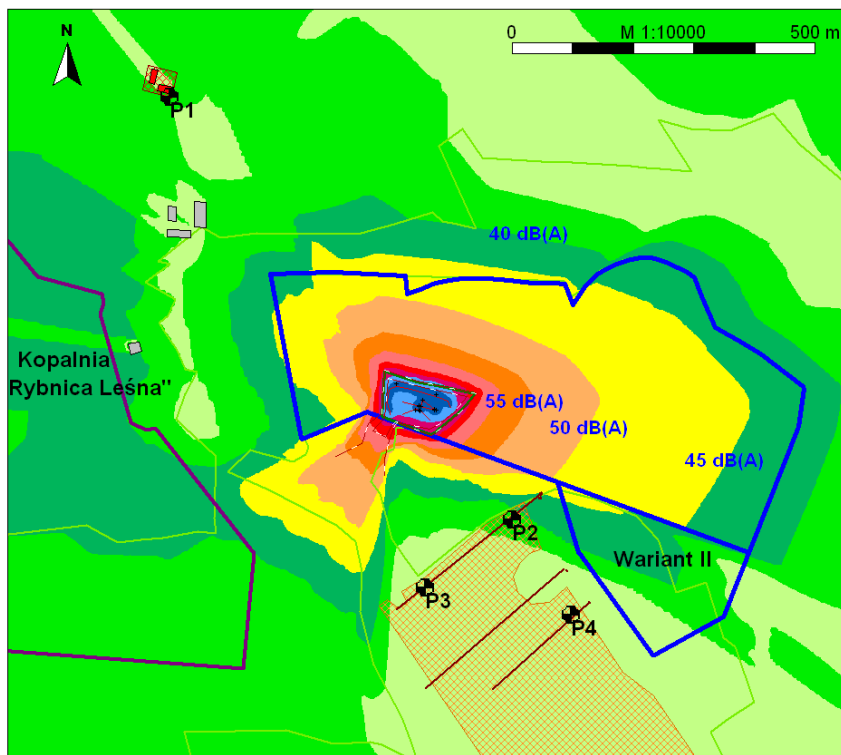 N
0 M 1:10000 500 m
P1
40 dB(A)
Kopalnia
Rybnica Leśna"
55 dB(A)
50 dB(A)
45 dB(A)
P2
Wariant II
P3
P4